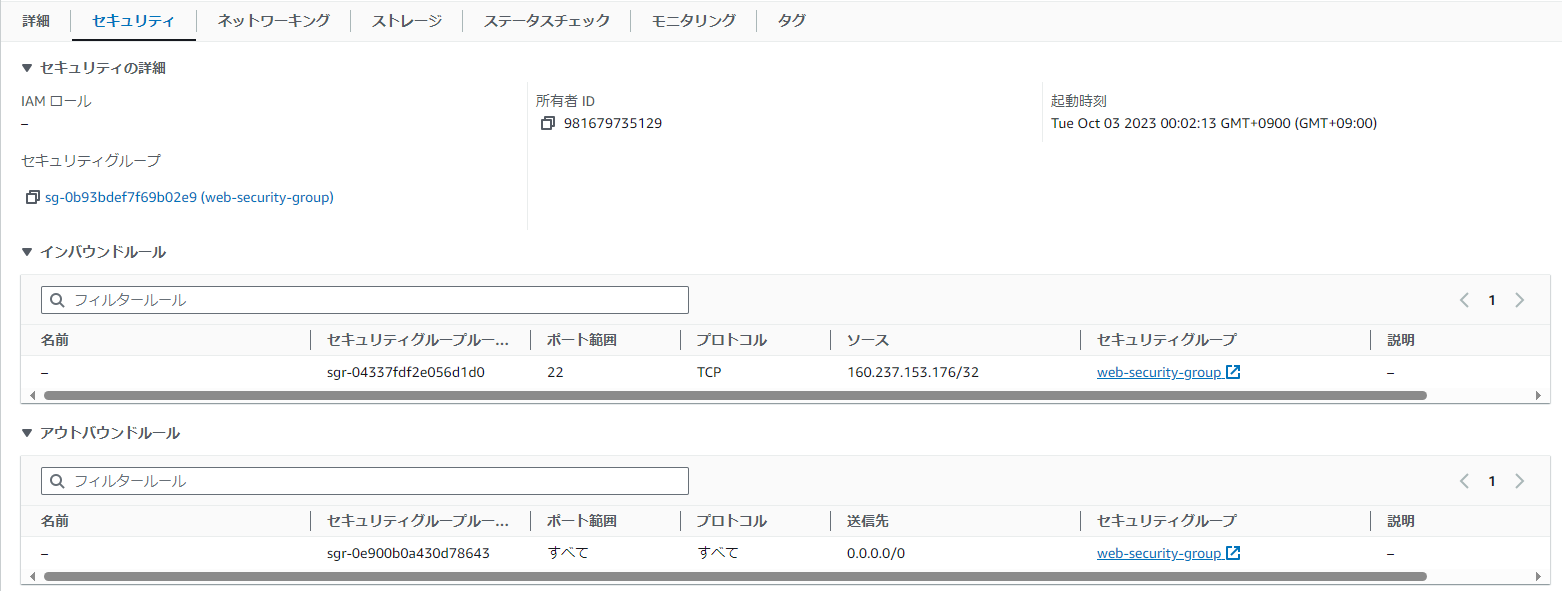 詳細 セキュリティ ネットワーキング ストレージ ステータスチェック モニタリング タグ
▼ セキュリティの詳細
IAM ロール
–
所有者 ID
981679735129
起動時刻
Tue Oct 03 2023 00:02:13 GMT+0900 (GMT+09:00)
セキュリティグループ
sg-0b93bdef7f69b02e9 (web-security-group)
▼ インバウンドルール
フィルタールール
1
名前 セキュリティグループルー... ポート範囲 プロトコル ソース セキュリティグループ 説明
– sgr-04337fdf2e056d1d0 22 TCP 160.237.153.176/32 web-security-group –
▼ アウトバウンドルール
フィルタールール
1
名前 セキュリティグループルー... ポート範囲 プロトコル 送信先 セキュリティグループ 説明
– sgr-0e900b0a430d78643 すべて すべて 0.0.0.0/0 web-security-group –